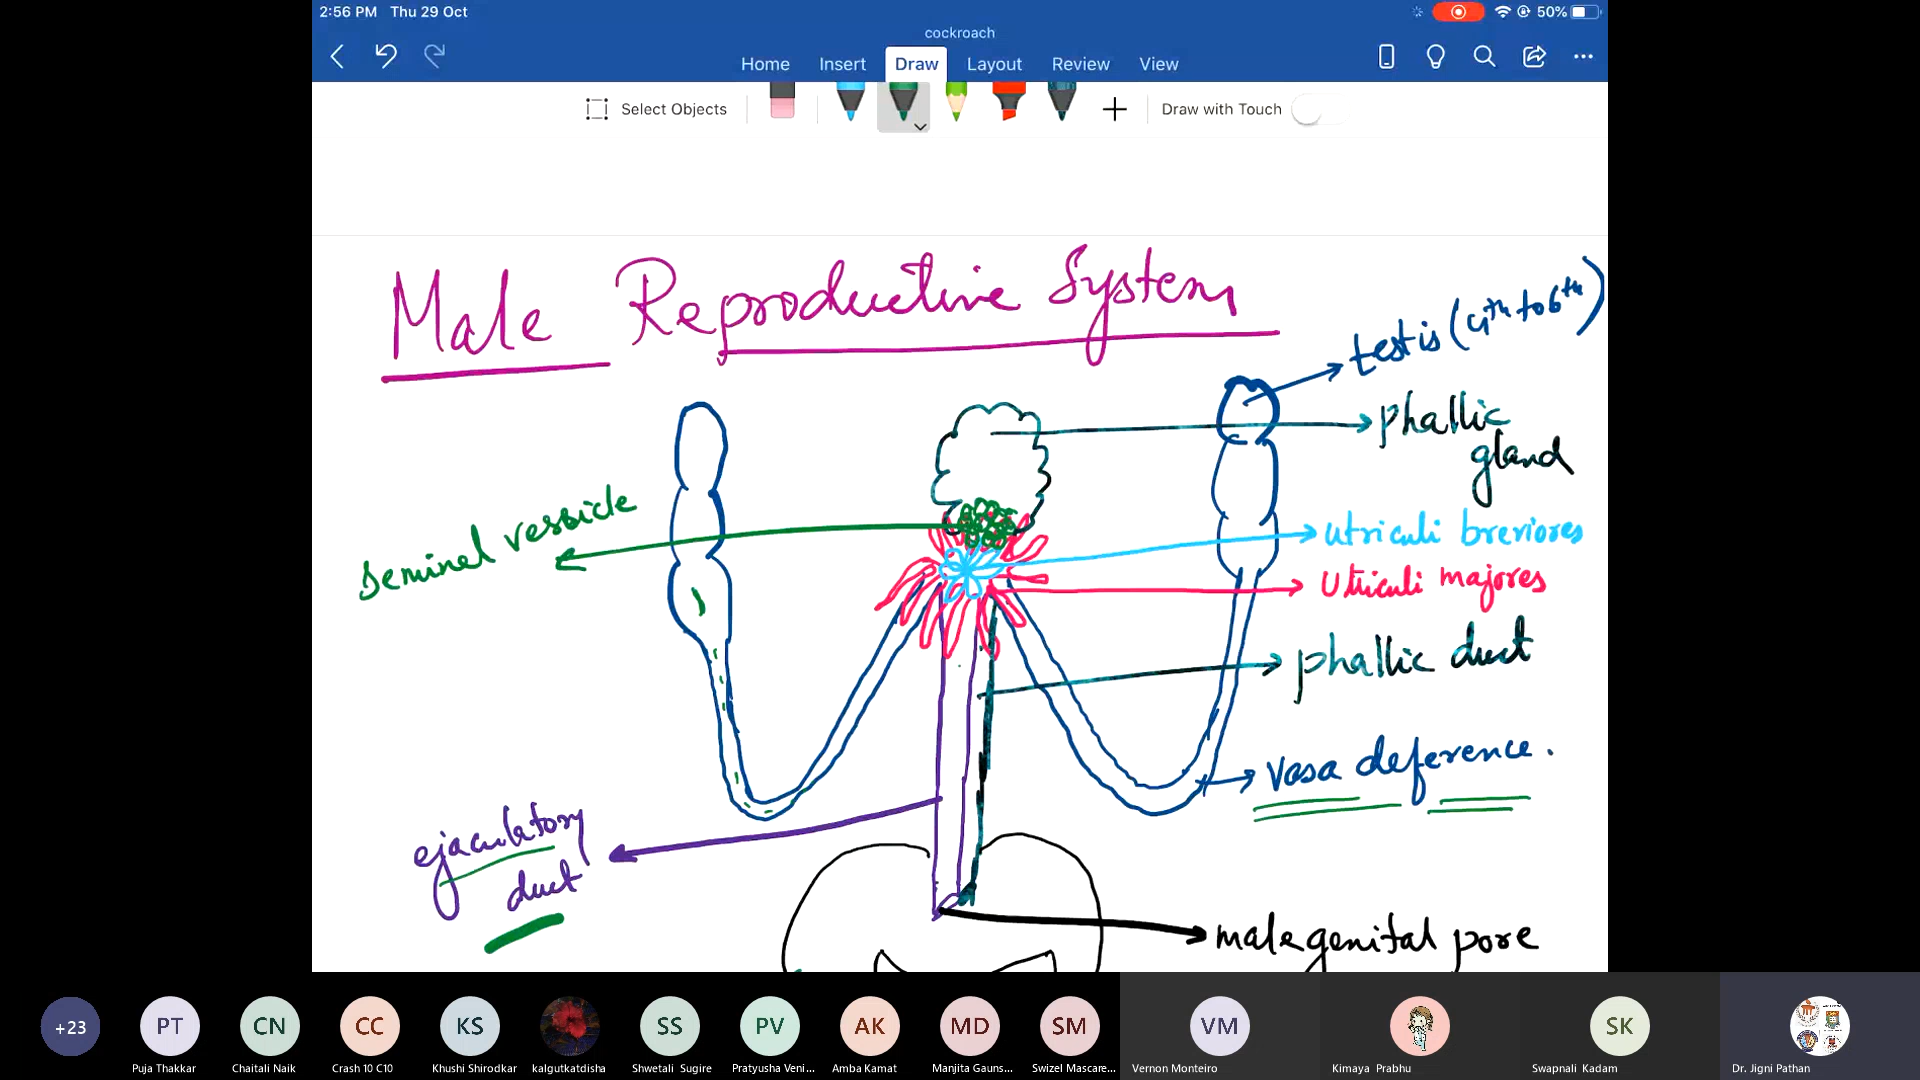 2:56 PM Thu 29 Oct
50%
cockroach
Home Insert Draw Layout Review View
Select Objects
Draw with Touch
Male Reproductive System
testis (4th to 6th)
phallic
gland
seminal vessicle
utriculi breviores
utriculi majores
phallic duct
vasa deference.
ejaculatory
duct
male genital pore
+23 PT CN CC KS SS PV AK MD SM VM SK
Puja Thakkar Chaitali Naik Crash 10 C10 Khushi Shirodkar kalgutkatdisha Shwetali Sugire Pratyusha Veni... Amba Kamat Manjita Gauns... Swizel Mascare... Vernon Monteiro Kimaya Prabhu Swapnali Kadam Dr. Jigni Pathan